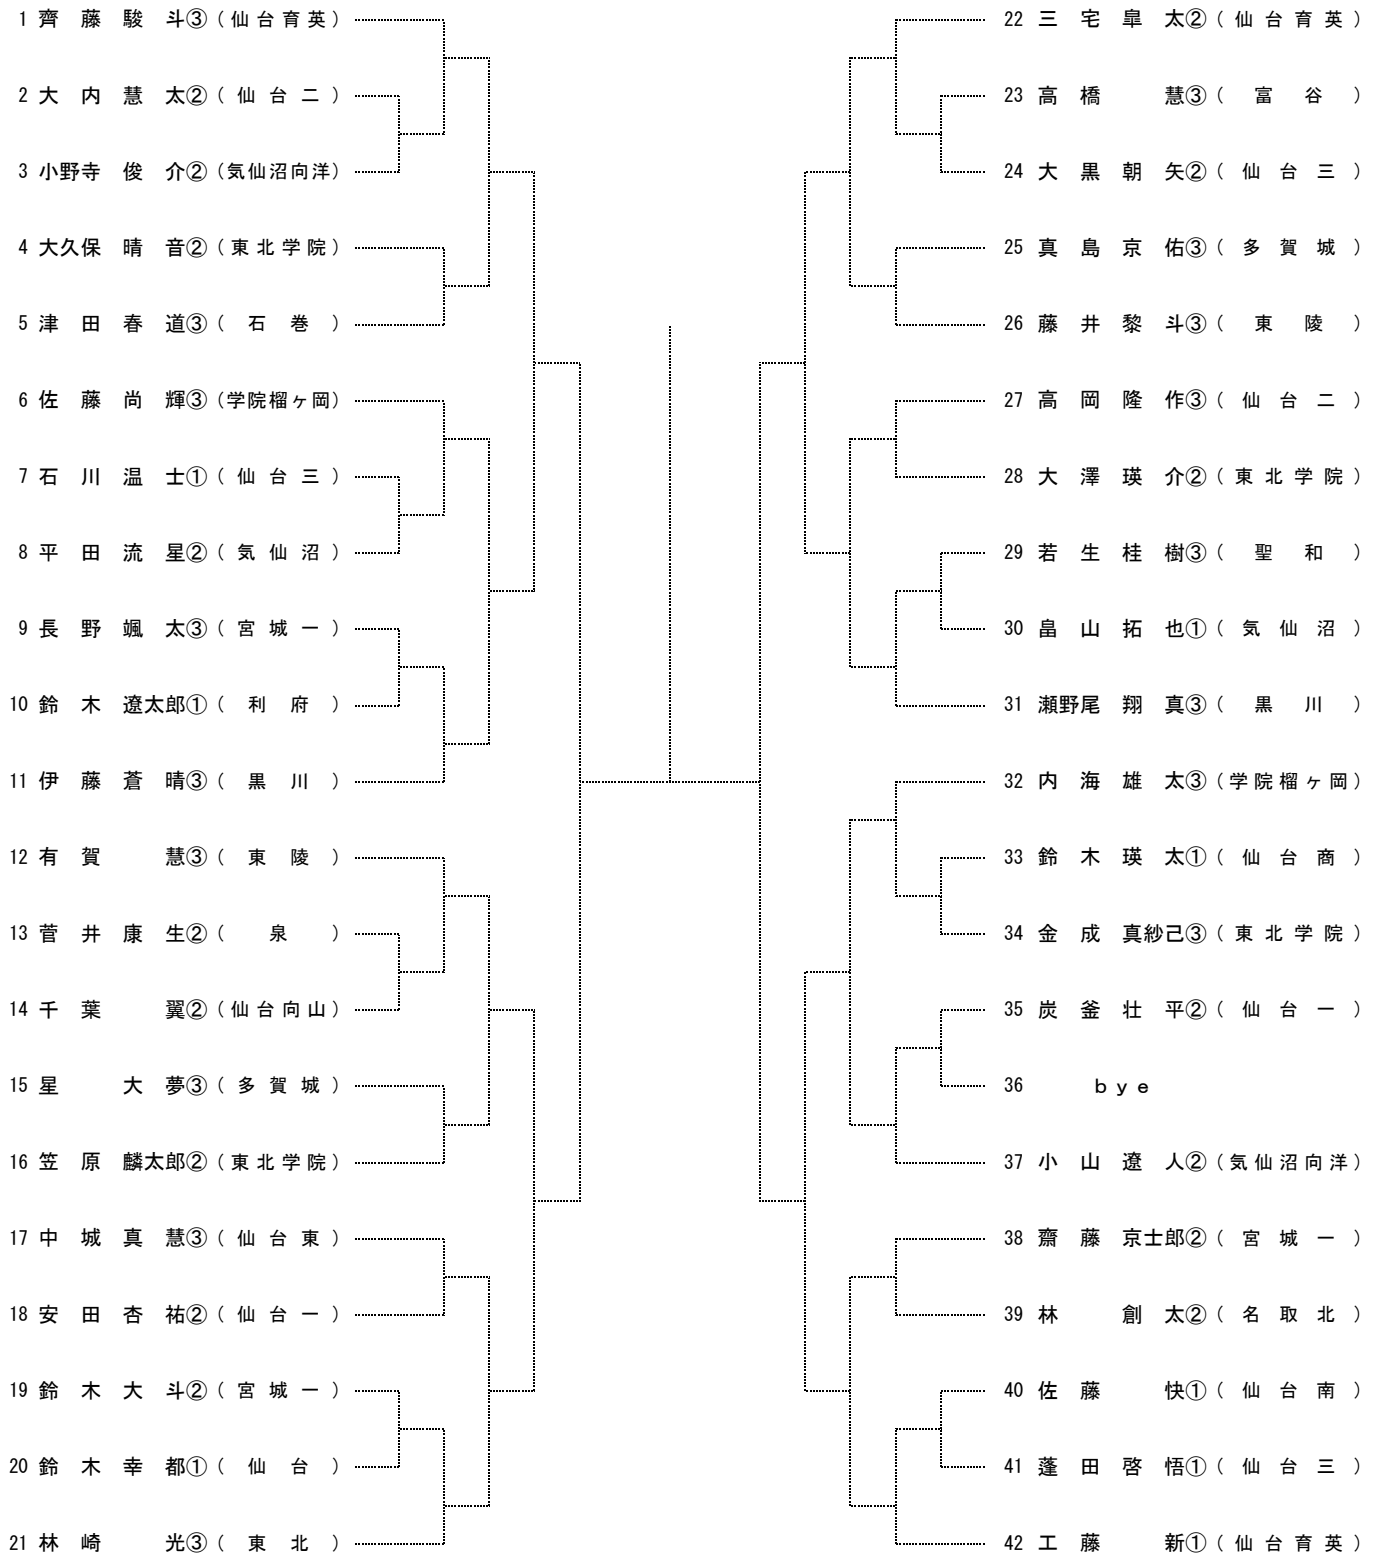 1 齊藤駿斗③(仙台育英)
2 大内慧太②(仙台二)
3 小野寺俊介②(気仙沼向洋)
4 大久保晴音②(東北学院)
5 津田春道③(石巻)
6 佐藤尚輝③(学院榴ヶ岡)
7 石川温士①(仙台三)
8 平田流星②(気仙沼)
9 長野颯太③(宮城一)
10 鈴木遼太郎①(利府)
11 伊藤蒼晴③(黒川)
12 有賀慧③(東陵)
13 菅井康生②(泉)
14 千葉翼②(仙台向山)
15 星大夢③(多賀城)
16 笠原麟太郎②(東北学院)
17 中城真慧③(仙台東)
18 安田杏祐②(仙台一)
19 鈴木大斗②(宮城一)
20 鈴木幸都①(仙台)
21 林崎光③(東北)
22 三宅皐太②(仙台育英)
23 高橋慧③(富谷)
24 大黒朝矢②(仙台三)
25 真島京佑③(多賀城)
26 藤井黎斗③(東陵)
27 高岡隆作③(仙台二)
28 大澤瑛介②(東北学院)
29 若生桂樹③(聖和)
30 畠山拓也①(気仙沼)
31 瀬野尾翔真③(黒川)
32 内海雄太③(学院榴ヶ岡)
33 鈴木瑛太①(仙台商)
34 金成真紗己③(東北学院)
35 炭釜壮平②(仙台一)
36 ｂｙｅ
37 小山遼人②(気仙沼向洋)
38 齋藤京士郎②(宮城一)
39 林創太②(名取北)
40 佐藤快①(仙台南)
41 蓬田啓悟①(仙台三)
42 工藤新①(仙台育英)